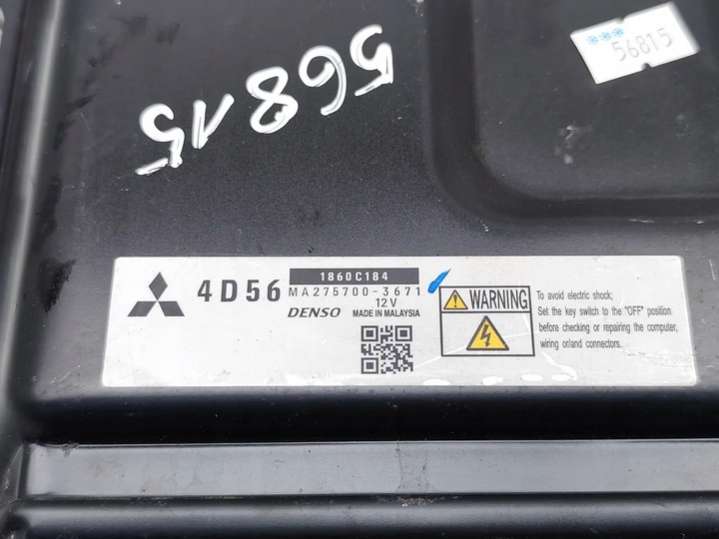 56815
***
56815
4D56
1860C184
MA275700-3671
12V
DENSO MADE IN MALAYSIA
WARNING
To avoid electric shock;
Set the key switch to the "OFF" position
before checking or repairing the computer,
wiring or/and connectors.